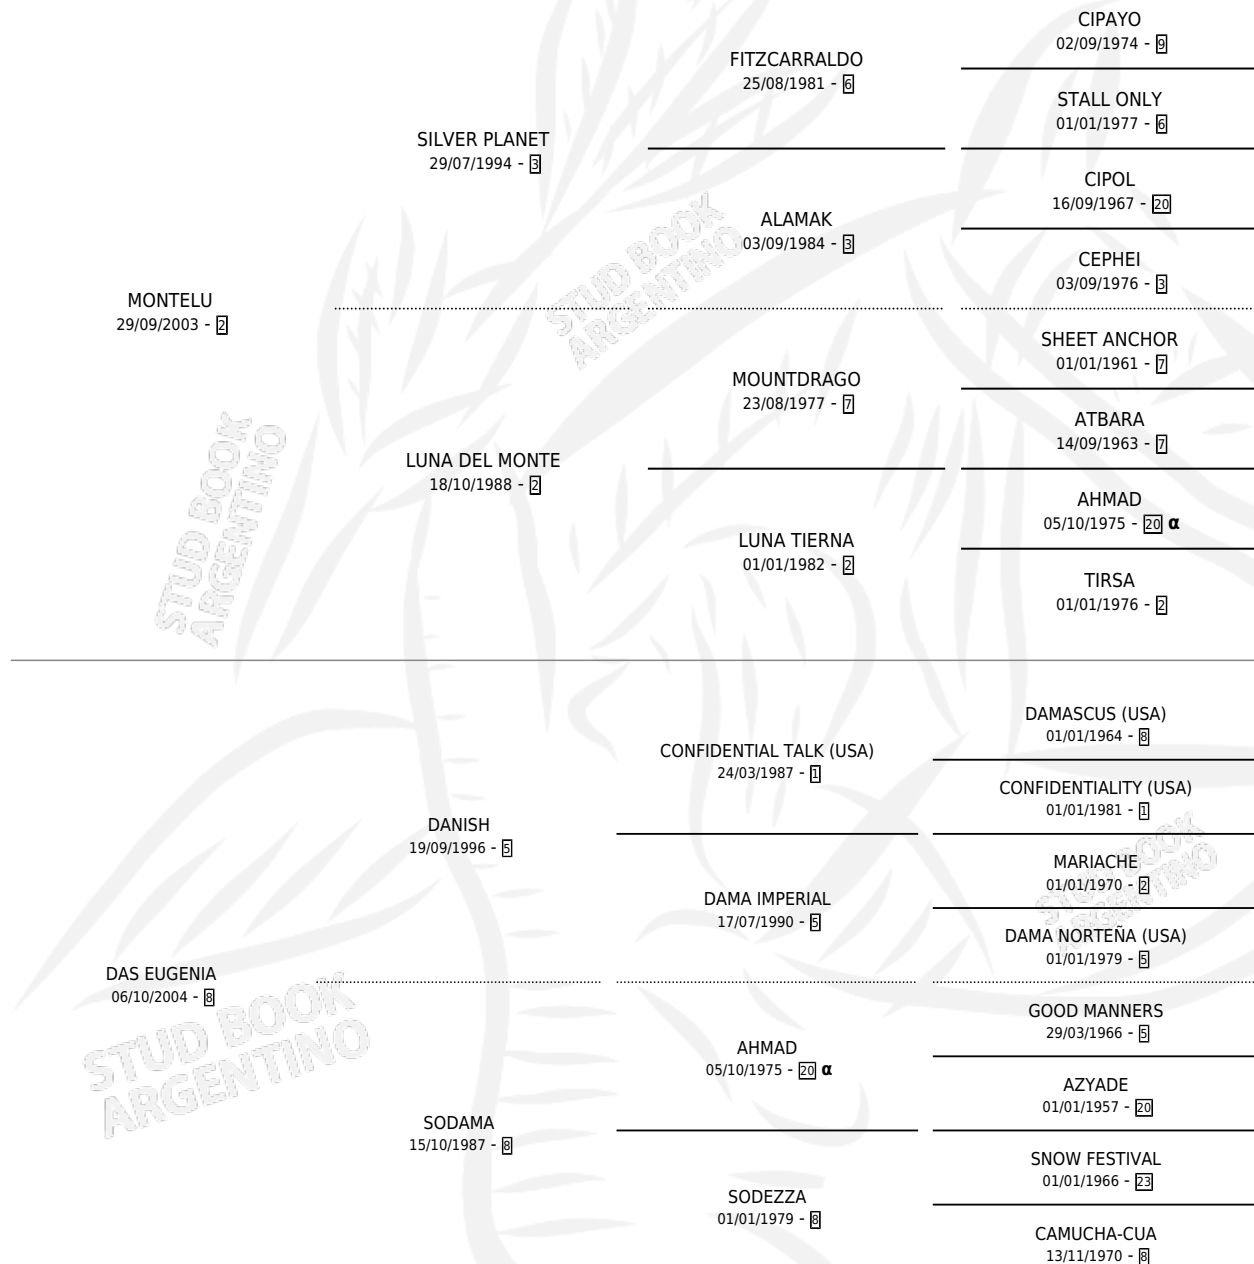 CIPAYO
02/09/1974 - 9
FITZCARRALDO
25/08/1981 - 6
STALL ONLY
01/01/1977 - 6
SILVER PLANET
29/07/1994 - 3
CIPOL
16/09/1967 - 20
ALAMAK
03/09/1984 - 3
CEPHEI
03/09/1976 - 3
MONTELU
29/09/2003 - 2
SHEET ANCHOR
01/01/1961 - 7
MOUNTDRAGO
23/08/1977 - 7
ATBARA
14/09/1963 - 7
LUNA DEL MONTE
18/10/1988 - 2
AHMAD
05/10/1975 - 20 α
LUNA TIERNA
01/01/1982 - 2
TIRSA
01/01/1976 - 2
DAMASCUS (USA)
01/01/1964 - 8
CONFIDENTIAL TALK (USA)
24/03/1987 - 1
CONFIDENTIALITY (USA)
01/01/1981 - 1
DANISH
19/09/1996 - 5
MARIACHE
01/01/1970 - 2
DAMA IMPERIAL
17/07/1990 - 5
DAMA NORTEÑA (USA)
01/01/1979 - 5
DAS EUGENIA
06/10/2004 - 8
GOOD MANNERS
29/03/1966 - 5
AHMAD
05/10/1975 - 20 α
AZYADE
01/01/1957 - 20
SODAMA
15/10/1987 - 8
SNOW FESTIVAL
01/01/1966 - 23
SODEZZA
01/01/1979 - 8
CAMUCHA-CUA
13/11/1970 - 8
STUD BOOK
ARGENTINO
STUD BOOK
ARGENTINO
STUD BOOK
ARGENTINO
STUD BOOK
ARGENTINO